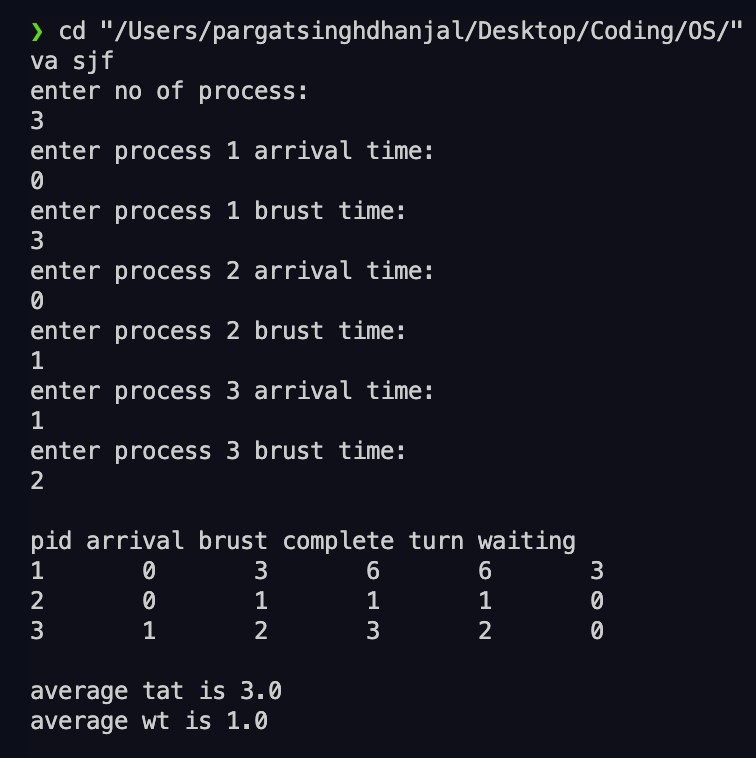 ❯ cd "/Users/pargatsinghdhanjal/Desktop/Coding/OS/"
va sjf
enter no of process:
3
enter process 1 arrival time:
0
enter process 1 brust time:
3
enter process 2 arrival time:
0
enter process 2 brust time:
1
enter process 3 arrival time:
1
enter process 3 brust time:
2
pid arrival brust complete turn waiting
1 0 3 6 6 3
2 0 1 1 1 0
3 1 2 3 2 0
average tat is 3.0
average wt is 1.0